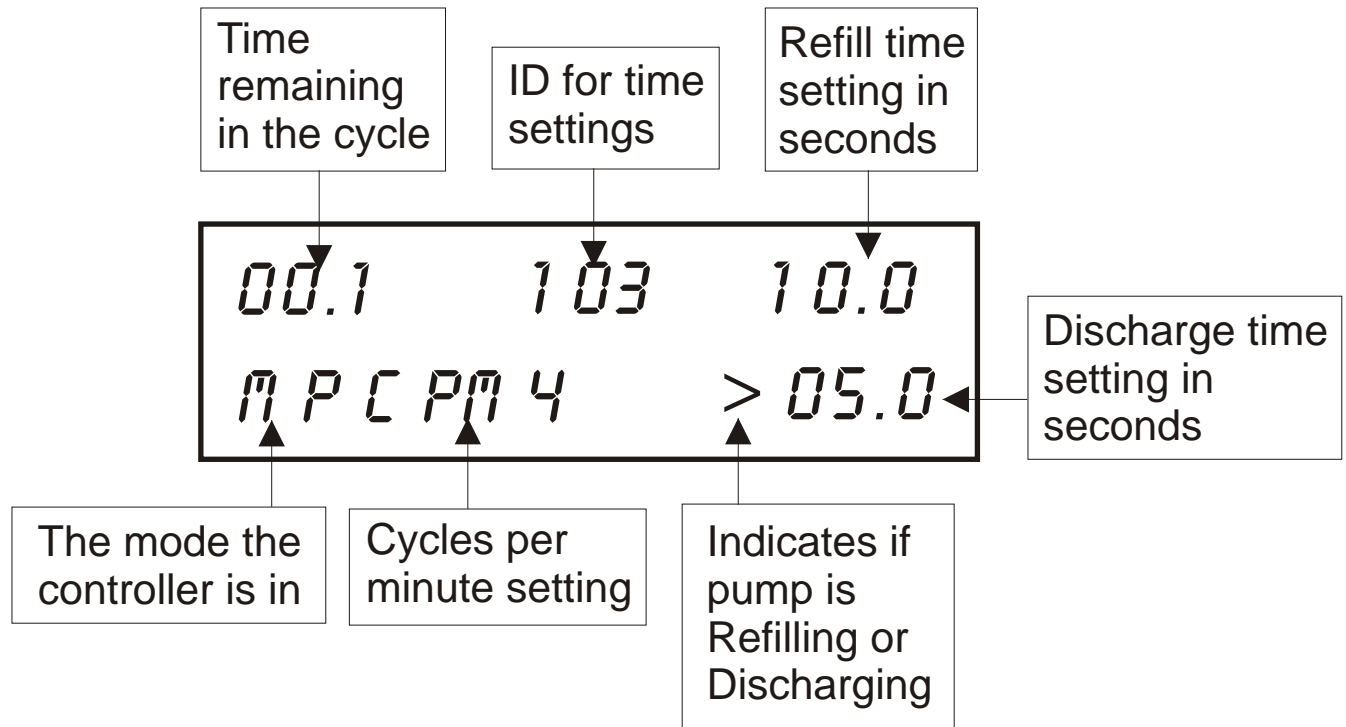 Time
remaining
in the cycle
ID for time
settings
Refill time
setting in
seconds
00.1 103 10.0
MP CPM 4 >05.0
Discharge time
setting in
seconds
The mode the
controller is in
Cycles per
minute setting
Indicates if
pump is
Refilling or
Discharging